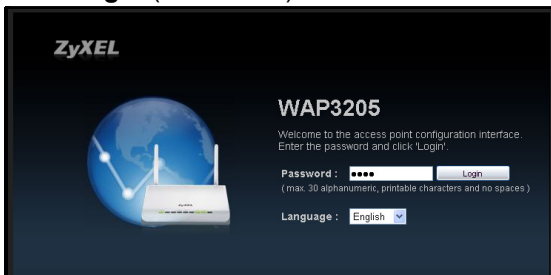 ZyXEL
WAP3205
Welcome to the access point configuration interface.
Enter the password and click 'Login'.
Password : •••• Login
( max. 30 alphanumeric, printable characters and no spaces )
Language : English